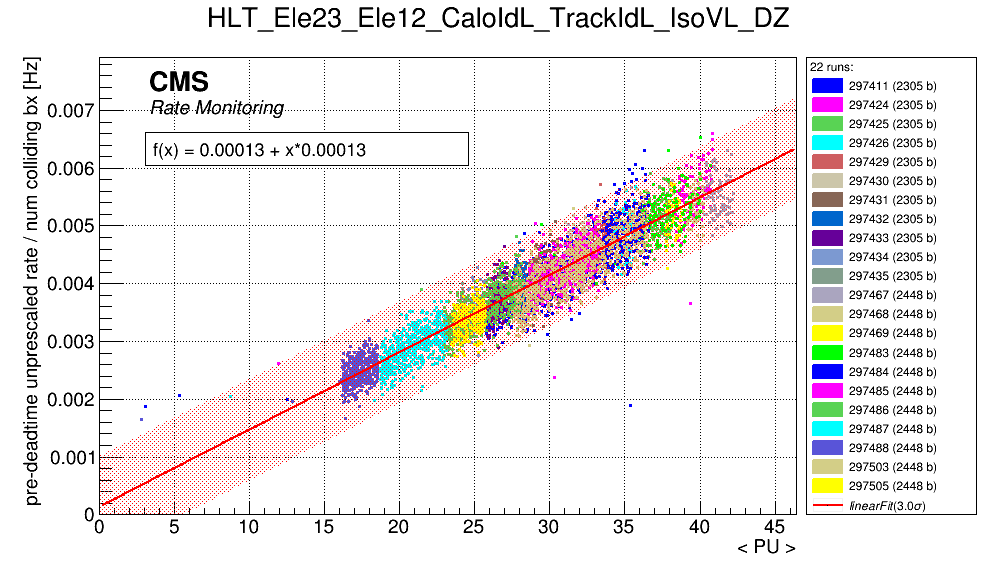 HLT_Ele23_Ele12_CaloIdL_TrackIdL_IsoVL_DZ
pre-deadtime unprescaled rate / num colliding bx [Hz]
CMS
Rate Monitoring
f(x) = 0.00013 + x*0.00013
0.007
0.006
0.005
0.004
0.003
0.002
0.001
0
0 5 10 15 20 25 30 35 40 45
< PU >
22 runs:
297411 (2305 b)
297424 (2305 b)
297425 (2305 b)
297426 (2305 b)
297429 (2305 b)
297430 (2305 b)
297431 (2305 b)
297432 (2305 b)
297433 (2305 b)
297434 (2305 b)
297435 (2305 b)
297467 (2448 b)
297468 (2448 b)
297469 (2448 b)
297483 (2448 b)
297484 (2448 b)
297485 (2448 b)
297486 (2448 b)
297487 (2448 b)
297488 (2448 b)
297503 (2448 b)
297505 (2448 b)
linearFit(3.0σ)